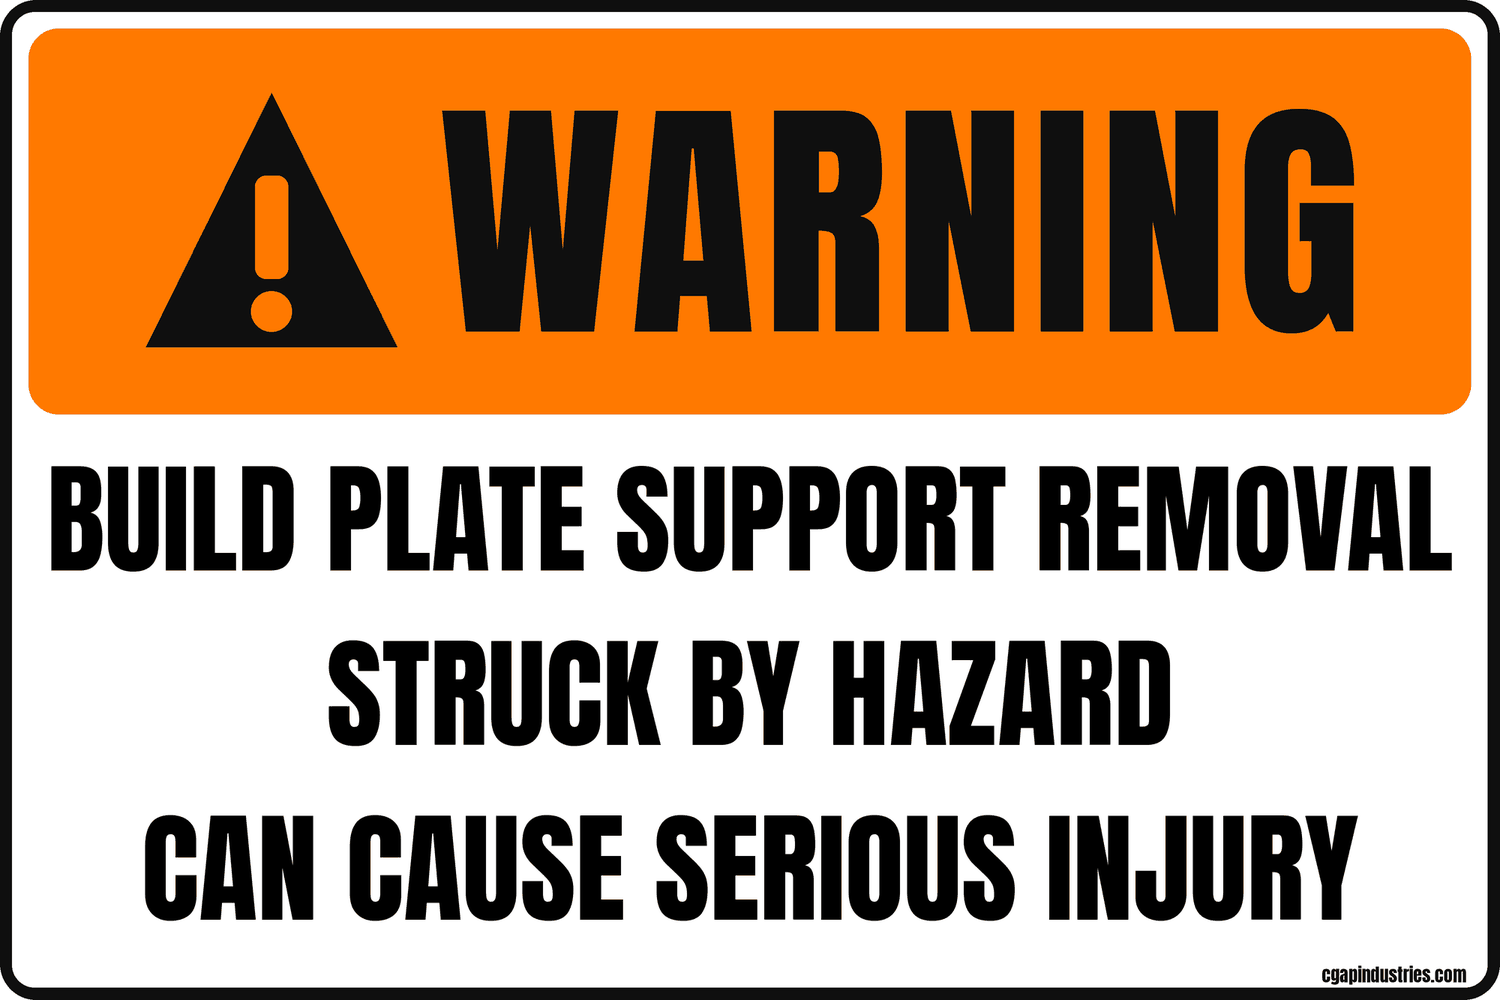 WARNING
BUILD PLATE SUPPORT REMOVAL
STRUCK BY HAZARD
CAN CAUSE SERIOUS INJURY
cgapindustries.com